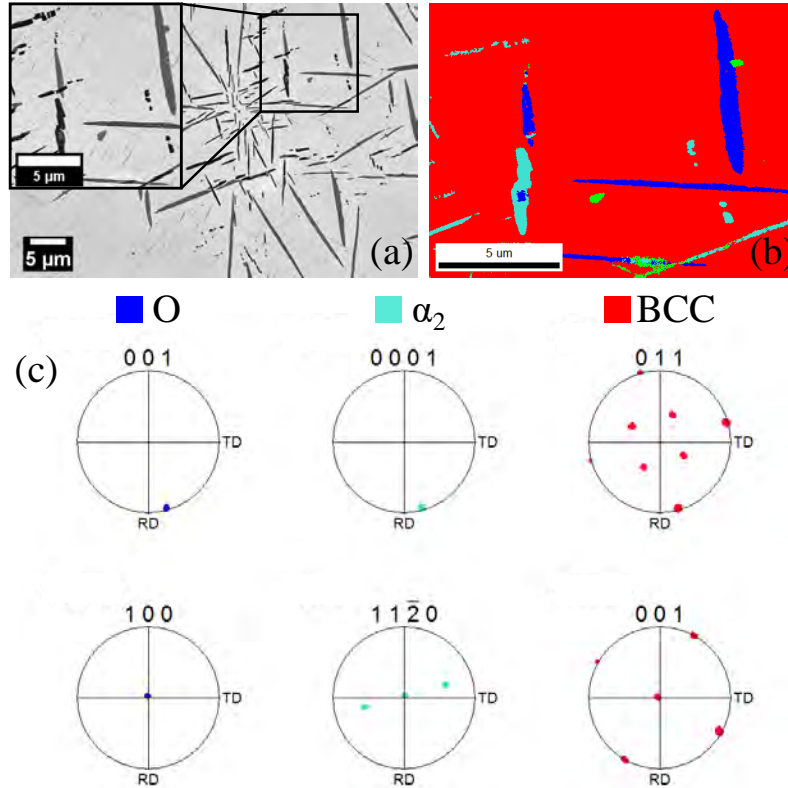 5 µm
5 µm
(a)
5 um
(b)
O
α₂
BCC
(c)
0 0 1
0 0 0 1
0 1 1
TD
TD
TD
RD
RD
RD
1 0 0
1 1 2̄ 0
0 0 1
TD
TD
TD
RD
RD
RD